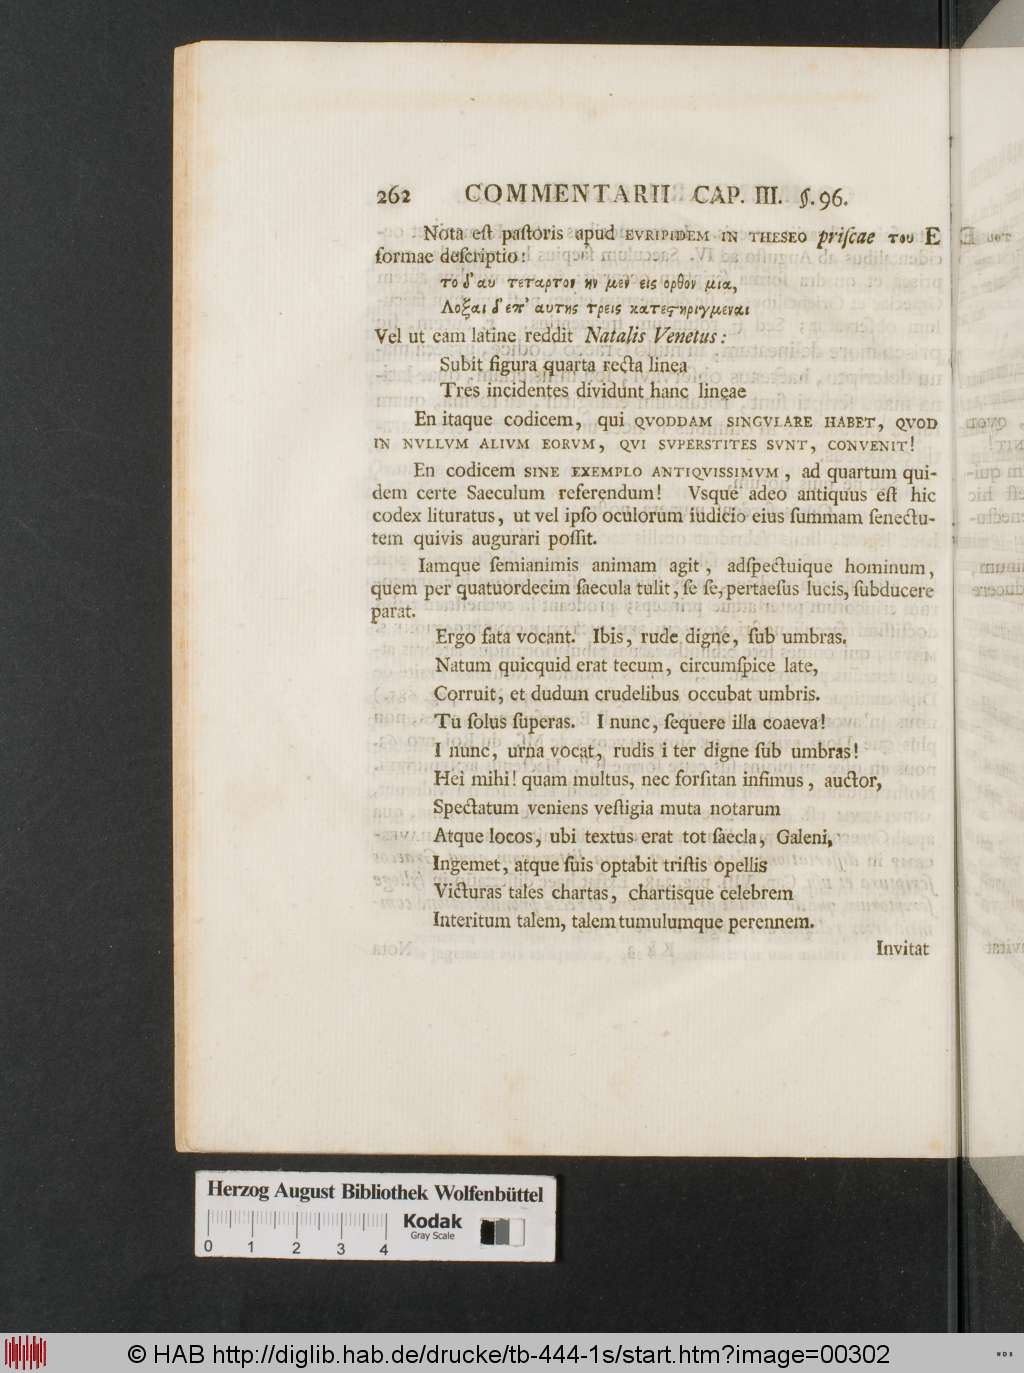 262 COMMENTARII CAP. III. §. 96.
Nota eſt paſtoris apud EVRIPIDEM IN THESEO priſcae του E
formae deſcriptio:
το δ' αυ τεταρτον ην μεν εις ορθον μια,
Λοξαι δ' επ' αυτης τρεις κατεϛηριγμεναι
Vel ut eam latine reddit Natalis Venetus:
Subit figura quarta recta linea
Tres incidentes dividunt hanc lineae
En itaque codicem, qui QVODDAM SINGVLARE HABET, QVOD
IN NVLLVM ALIVM EORVM, QVI SVPERSTITES SVNT, CONVENIT!
En codicem SINE EXEMPLO ANTIQVISSIMVM, ad quartum qui-
dem certe Saeculum referendum! Vsque adeo antiquus eſt hic
codex lituratus, ut vel ipſo oculorum iudicio eius ſummam ſenectu-
tem quivis augurari poſſit.
Iamque ſemianimis animam agit, adſpectuique hominum,
quem per quatuordecim ſaecula tulit, ſe ſe, pertaeſus lucis, ſubducere
parat.
Ergo fata vocant. Ibis, rude digne, ſub umbras.
Natum quicquid erat tecum, circumſpice late,
Corruit, et dudum crudelibus occubat umbris.
Tu ſolus ſuperas. I nunc, ſequere illa coaeva!
I nunc, urna vocat, rudis i ter digne ſub umbras!
Hei mihi! quam multus, nec forſitan infimus, auctor,
Spectatum veniens veſtigia muta notarum
Atque locos, ubi textus erat tot ſaecla, Galeni,
Ingemet, atque ſuis optabit triſtis opellis
Victuras tales chartas, chartisque celebrem
Interitum talem, talem tumulumque perennem.
Invitat
Herzog August Bibliothek Wolfenbüttel
Kodak
Gray Scale
0 1 2 3 4
© HAB http://diglib.hab.de/drucke/tb-444-1s/start.htm?image=00302